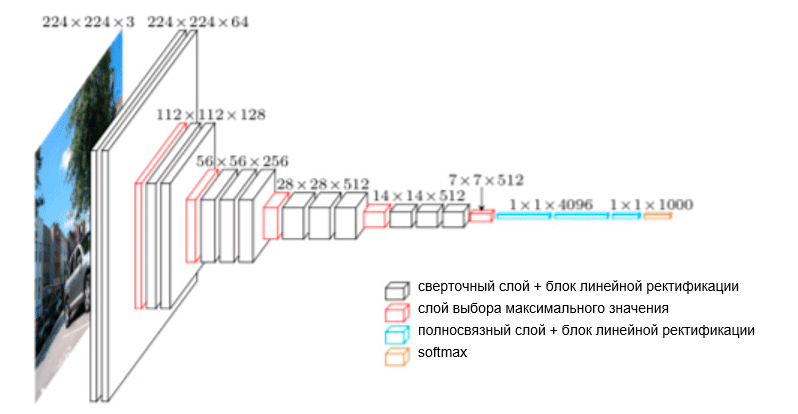 224×224×3
224×224×64
112×112×128
56×56×256
28×28×512
14×14×512
7×7×512
1×1×4096
1×1×1000
сверточный слой + блок линейной ректификации
слой выбора максимального значения
полносвязный слой + блок линейной ректификации
softmax